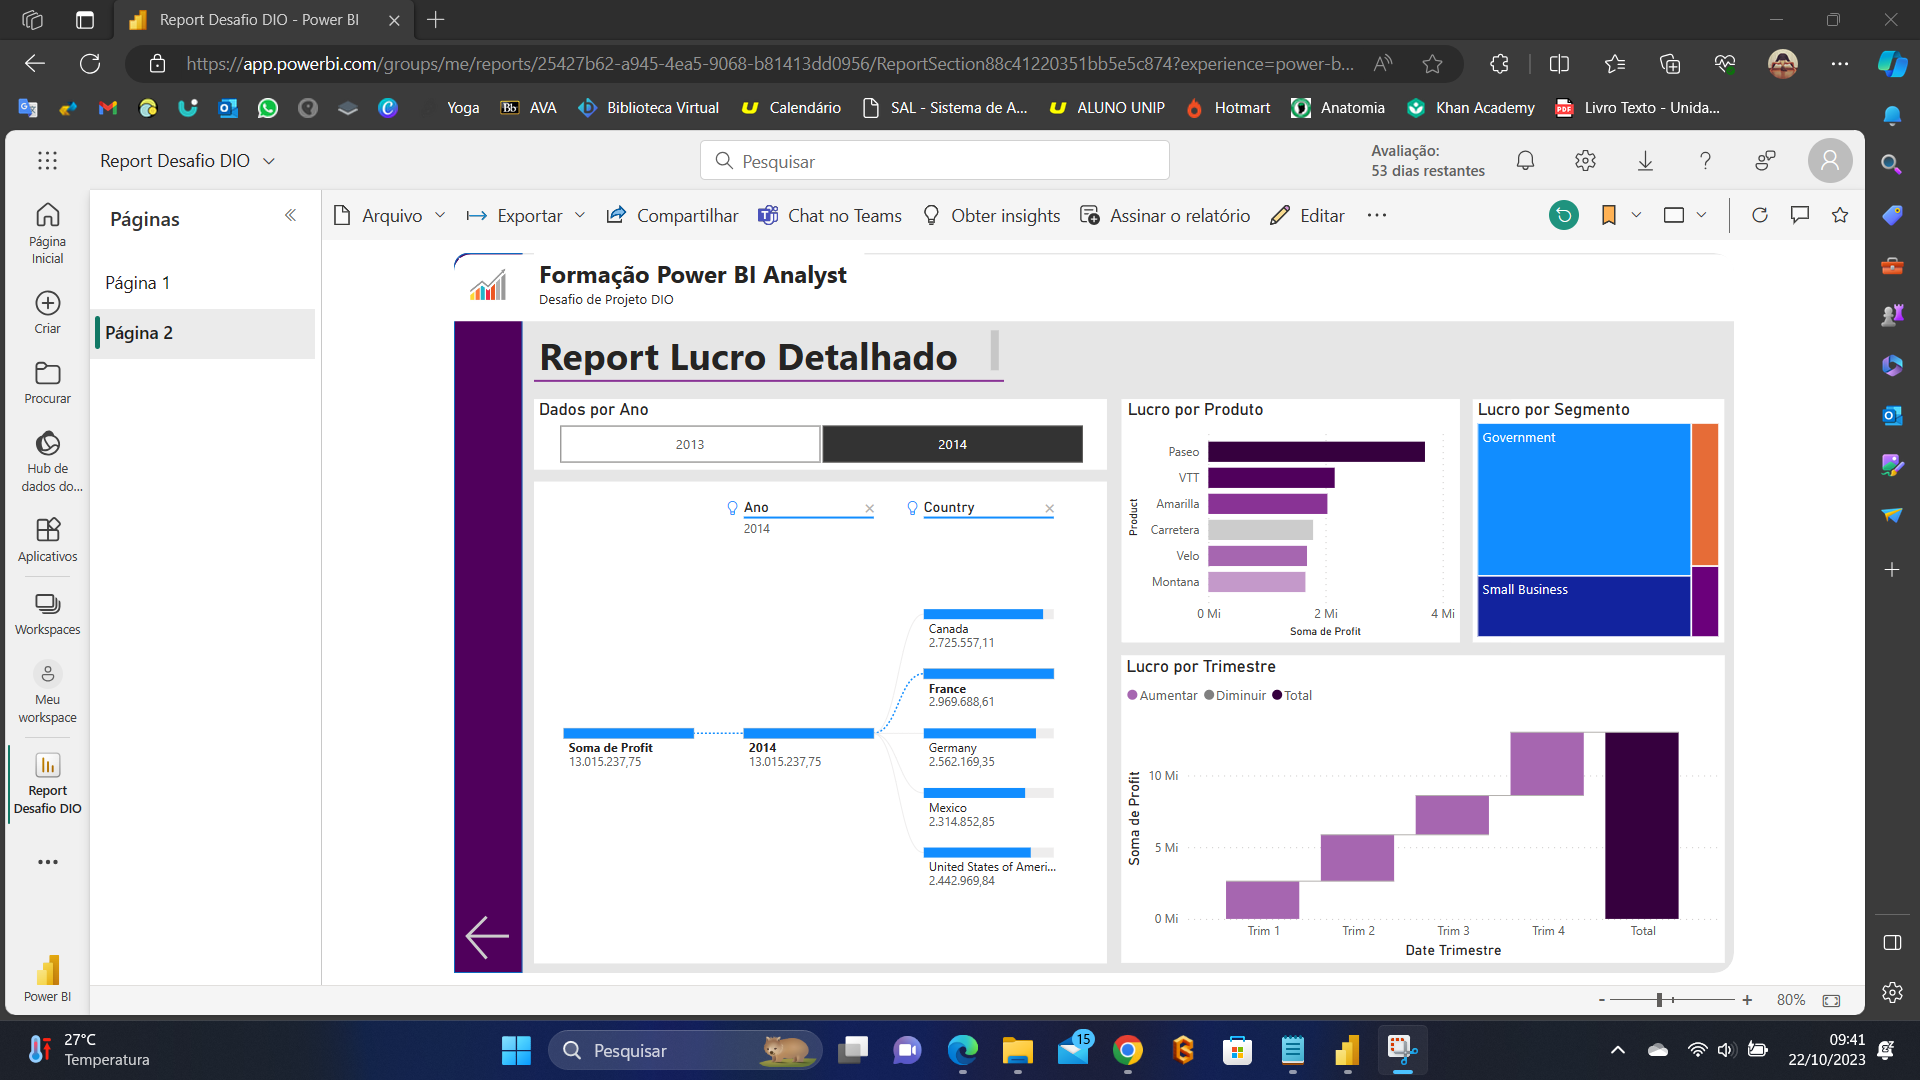 Report Desafio DIO - Power BI
https://app.powerbi.com/groups/me/reports/25427b62-a945-4ea5-9068-b81413dd0956/ReportSection88c41220351bb5e5c874?experience=power-b...
Yoga
Bb AVA
Biblioteca Virtual
Calendário
SAL - Sistema de A...
ALUNO UNIP
Hotmart
Anatomia
Khan Academy
Livro Texto - Unida...
Report Desafio DIO
Pesquisar
Avaliação:
53 dias restantes
Páginas
Página 1
Página 2
Página
Inicial
Criar
Procurar
Hub de
dados do...
Aplicativos
Workspaces
Meu
workspace
Report
Desafio DIO
Power BI
Arquivo
Exportar
Compartilhar
Chat no Teams
Obter insights
Assinar o relatório
Editar
Formação Power BI Analyst
Desafio de Projeto DIO
Report Lucro Detalhado
Dados por Ano
2013
2014
Ano
2014
Country
Soma de Profit
13.015.237,75
2014
13.015.237,75
Canada
2.725.557,11
France
2.969.688,61
Germany
2.562.169,35
Mexico
2.314.852,85
United States of Ameri...
2.442.969,84
Lucro por Produto
Product
Paseo
VTT
Amarilla
Carretera
Velo
Montana
0 Mi
2 Mi
4 Mi
Soma de Profit
Lucro por Segmento
Government
Small Business
Lucro por Trimestre
Aumentar
Diminuir
Total
Soma de Profit
10 Mi
5 Mi
0 Mi
Trim 1
Trim 2
Trim 3
Trim 4
Total
Date Trimestre
80%
27°C
Temperatura
Pesquisar
15
09:41
22/10/2023